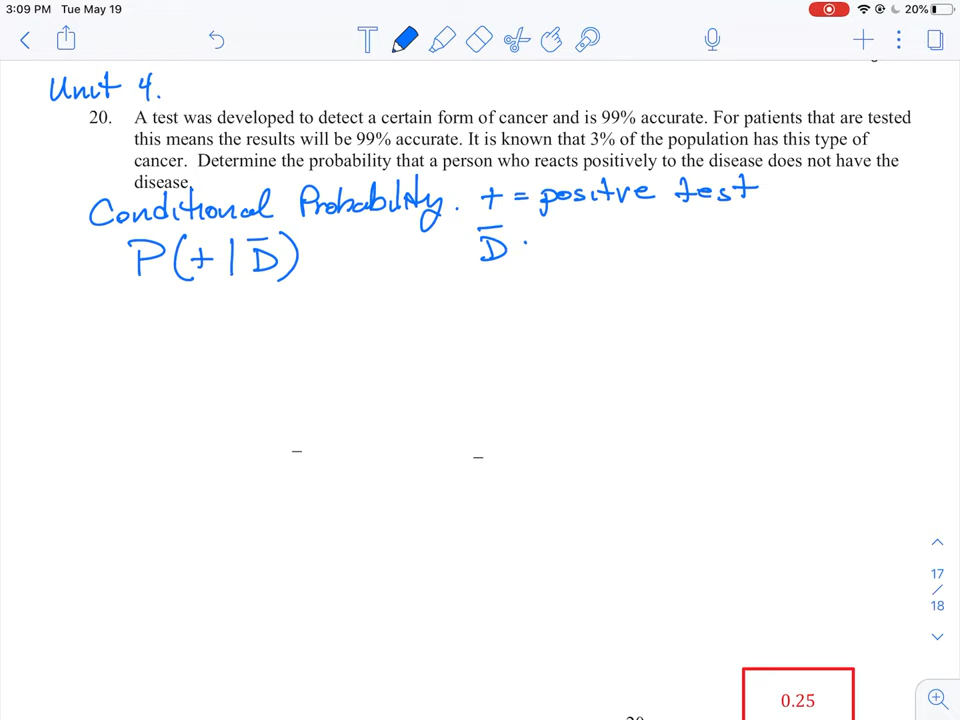 3:09 PM Tue May 19 20%
T
Unit 4.
20. A test was developed to detect a certain form of cancer and is 99% accurate. For patients that are tested
this means the results will be 99% accurate. It is known that 3% of the population has this type of
cancer. Determine the probability that a person who reacts positively to the disease does not have the
disease.
Conditional Probability. + = positve test
P(+ | D̅) D̅ .
17
/
18
0.25